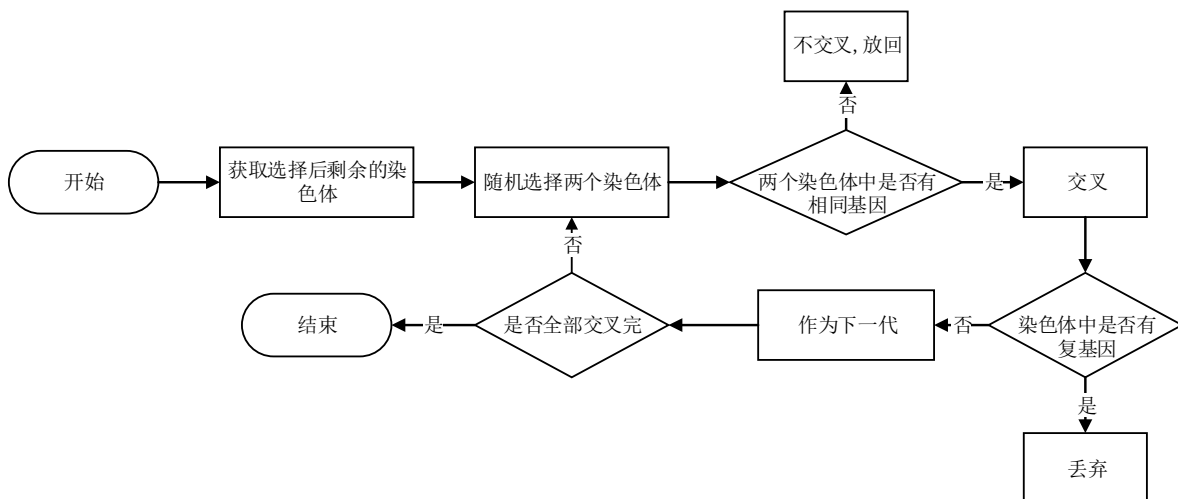 不交叉,放回
否
开始
获取选择后剩余的染
色体
随机选择两个染色体
两个染色体中是否有
相同基因
是
交叉
否
结束
是
是否全部交叉完
作为下一代
否
染色体中是否有
复基因
是
丢弃